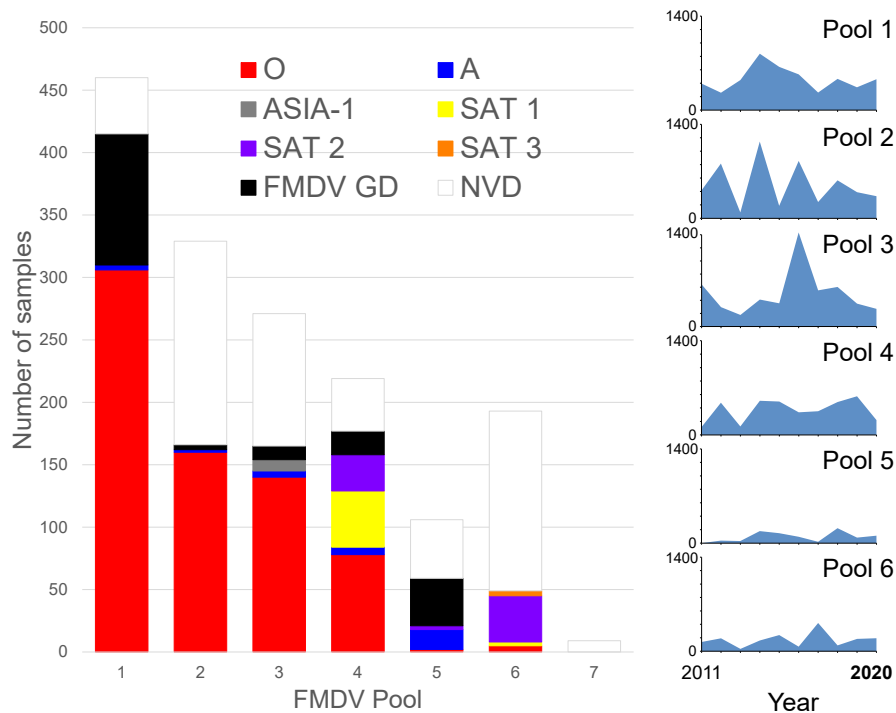 500
450
400
350
300
250
200
150
100
50
0
Number of samples
O
A
ASIA-1
SAT 1
SAT 2
SAT 3
FMDV GD
NVD
1 2 3 4 5 6 7
FMDV Pool
1400
Pool 1
0
1400
Pool 2
0
1400
Pool 3
0
1400
Pool 4
0
1400
Pool 5
0
1400
Pool 6
0
2011 2020
Year